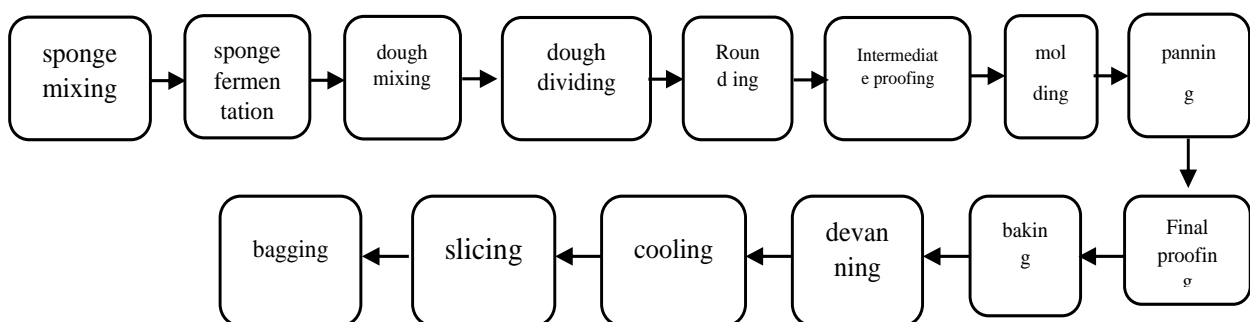 sponge
mixing
sponge
fermen
tation
dough
mixing
dough
dividing
Roun
d ing
Intermediat
e proofing
mol
ding
pannin
g
Final
proofin
g
bakin
g
devan
ning
cooling
slicing
bagging